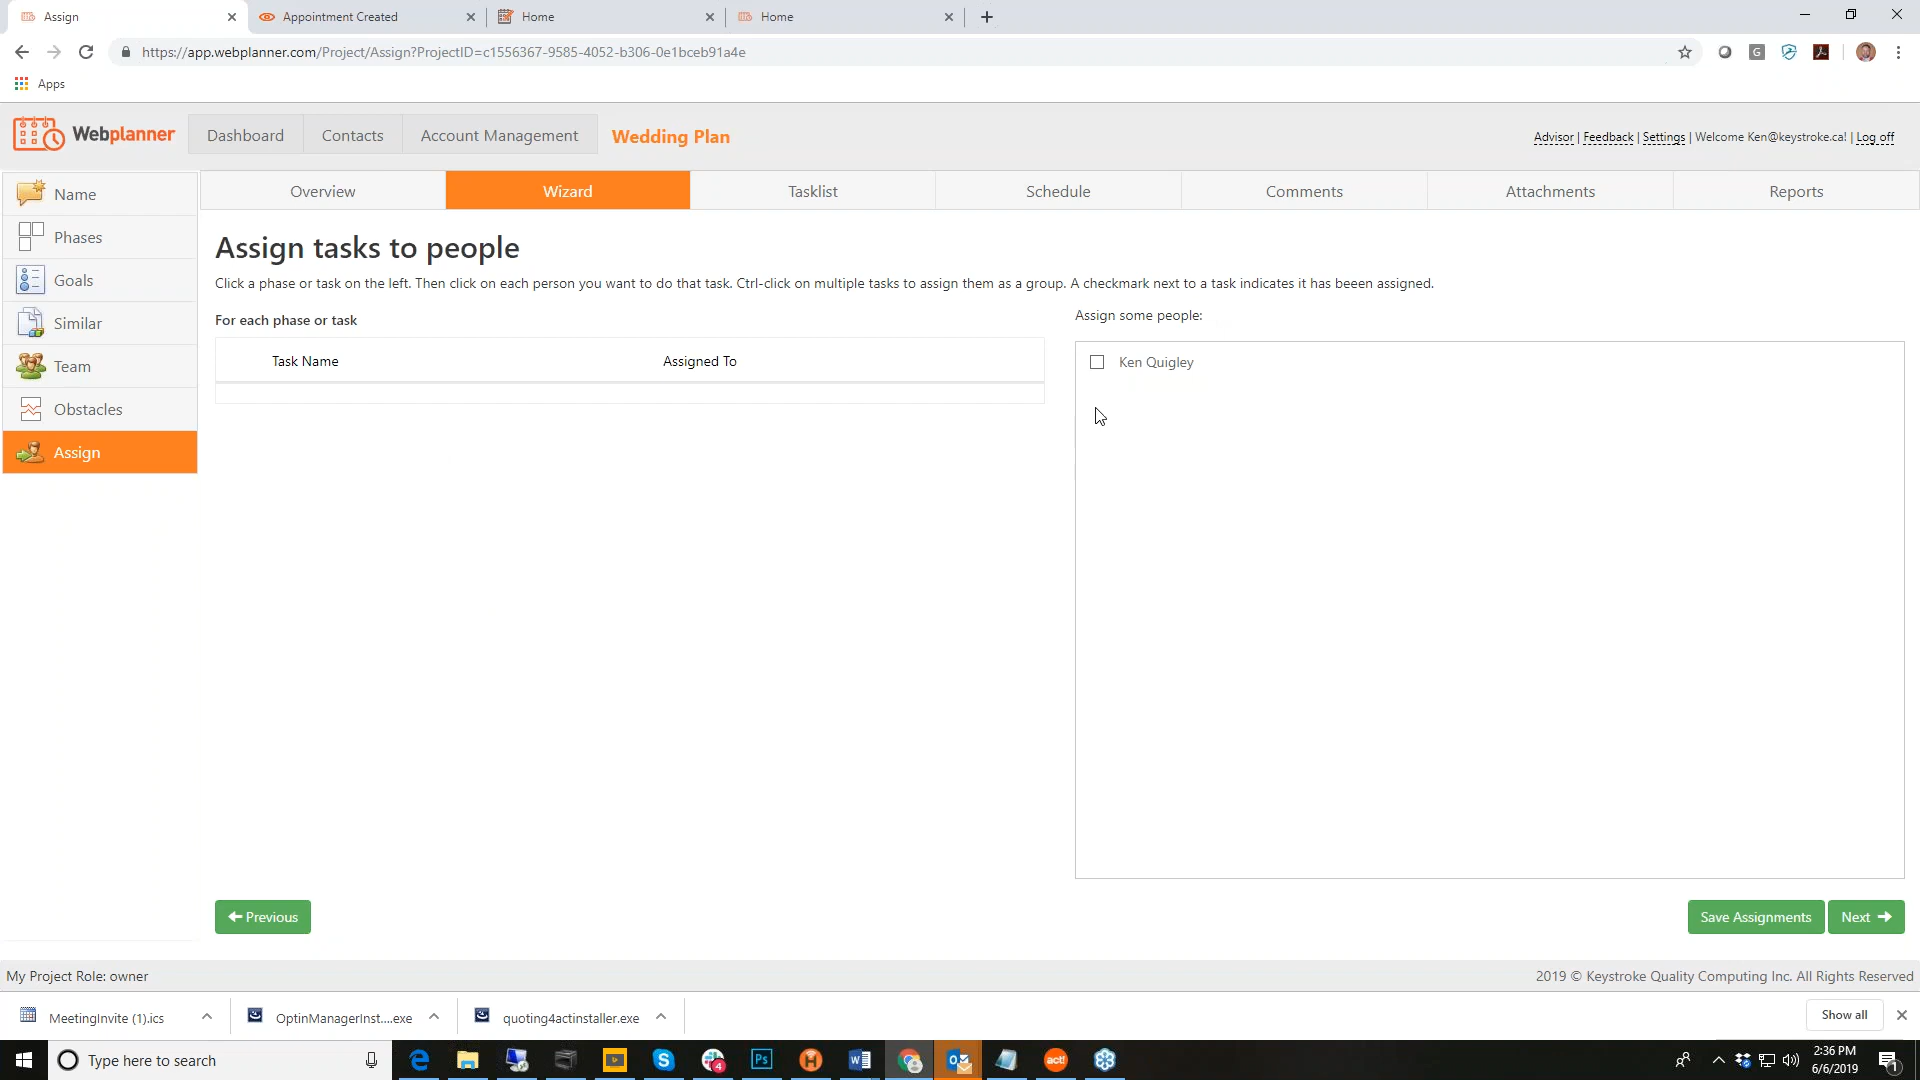 Assign
Appointment Created
Home
Home
https://app.webplanner.com/Project/Assign?ProjectID=c1556367-9585-4052-b306-0e1bceb91a4e
G
Apps
Webplanner
Dashboard
Contacts
Account Management
Wedding Plan
Advisor | Feedback | Settings | Welcome Ken@keystroke.ca! | Log off
Name
Phases
Goals
Similar
Team
Obstacles
Assign
Overview
Wizard
Tasklist
Schedule
Comments
Attachments
Reports
Assign tasks to people
Click a phase or task on the left. Then click on each person you want to do that task. Ctrl-click on multiple tasks to assign them as a group. A checkmark next to a task indicates it has beeen assigned.
For each phase or task
Task Name
Assigned To
Assign some people:
Ken Quigley
Previous
Save Assignments
Next
My Project Role: owner
2019 © Keystroke Quality Computing Inc. All Rights Reserved
MeetingInvite (1).ics
OptinManagerInst....exe
quoting4actinstaller.exe
Show all
Type here to search
4
Ps
H
act!
2:36 PM
6/6/2019
1